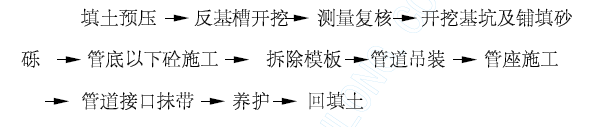 填土预压 → 反基槽开挖 → 测量复核 → 开挖基坑及铺填砂
砾 → 管底以下砼施工 → 拆除模板 → 管道吊装 → 管座施工
→ 管道接口抹带 → 养护 → 回填土